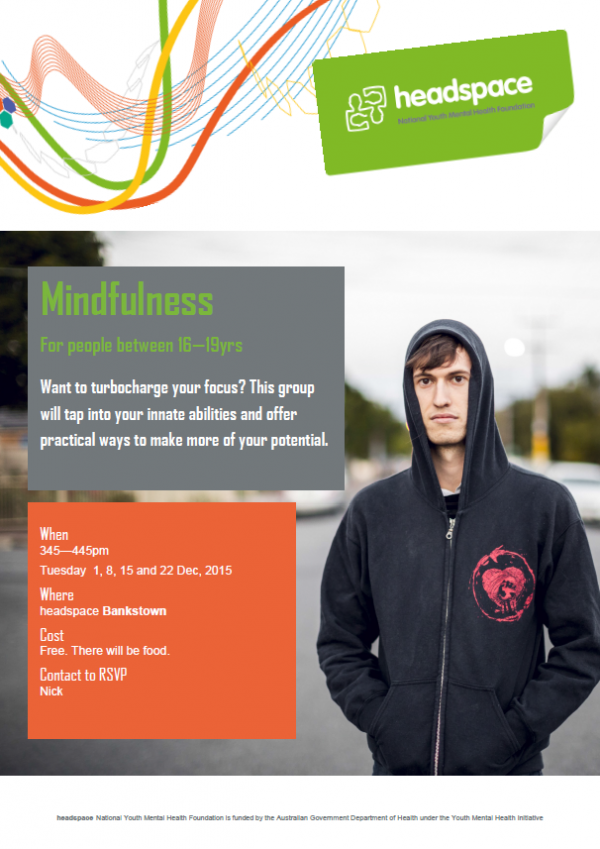 headspace
National Youth Mental Health Foundation
Mindfulness
For people between 16—19yrs
Want to turbocharge your focus? This group
will tap into your innate abilities and offer
practical ways to make more of your potential.
When
345—445pm
Tuesday  1, 8, 15 and 22 Dec, 2015
Where
headspace Bankstown
Cost
Free. There will be food.
Contact to RSVP
Nick
headspace National Youth Mental Health Foundation is funded by the Australian Government Department of Health under the Youth Mental Health Initiative